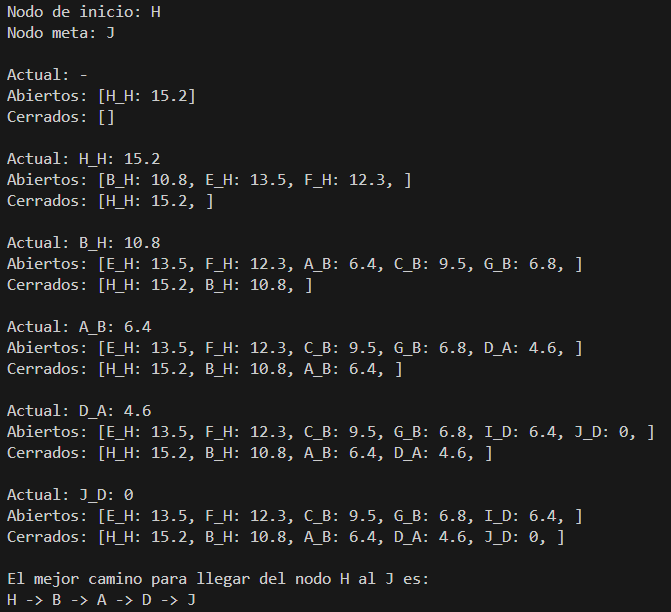 Nodo de inicio: H
Nodo meta: J
Actual: -
Abiertos: [H_H: 15.2]
Cerrados: []
Actual: H_H: 15.2
Abiertos: [B_H: 10.8, E_H: 13.5, F_H: 12.3, ]
Cerrados: [H_H: 15.2, ]
Actual: B_H: 10.8
Abiertos: [E_H: 13.5, F_H: 12.3, A_B: 6.4, C_B: 9.5, G_B: 6.8, ]
Cerrados: [H_H: 15.2, B_H: 10.8, ]
Actual: A_B: 6.4
Abiertos: [E_H: 13.5, F_H: 12.3, C_B: 9.5, G_B: 6.8, D_A: 4.6, ]
Cerrados: [H_H: 15.2, B_H: 10.8, A_B: 6.4, ]
Actual: D_A: 4.6
Abiertos: [E_H: 13.5, F_H: 12.3, C_B: 9.5, G_B: 6.8, I_D: 6.4, J_D: 0, ]
Cerrados: [H_H: 15.2, B_H: 10.8, A_B: 6.4, D_A: 4.6, ]
Actual: J_D: 0
Abiertos: [E_H: 13.5, F_H: 12.3, C_B: 9.5, G_B: 6.8, I_D: 6.4, ]
Cerrados: [H_H: 15.2, B_H: 10.8, A_B: 6.4, D_A: 4.6, J_D: 0, ]
El mejor camino para llegar del nodo H al J es:
H -> B -> A -> D -> J